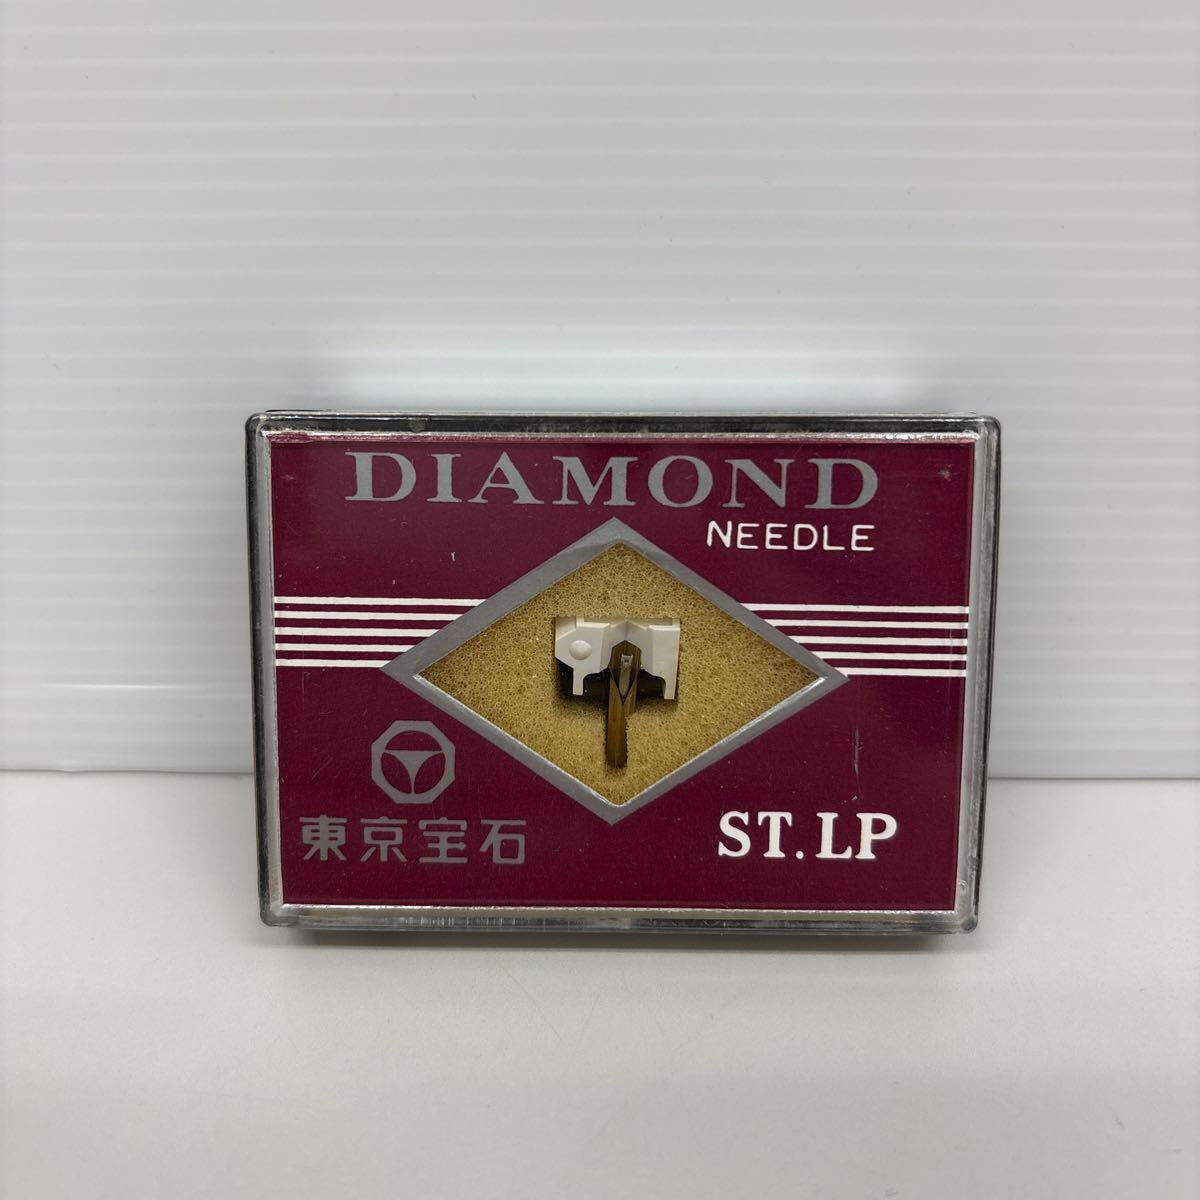 DIAMOND
NEEDLE
東京宝石
ST.LP